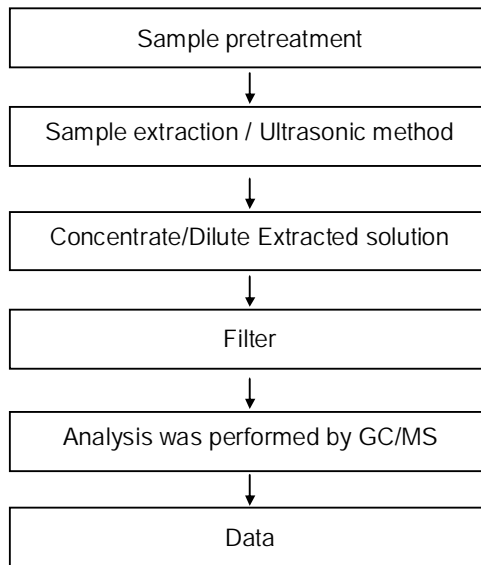 Sample pretreatment
Sample extraction / Ultrasonic method
Concentrate/Dilute Extracted solution
Filter
Analysis was performed by GC/MS
Data